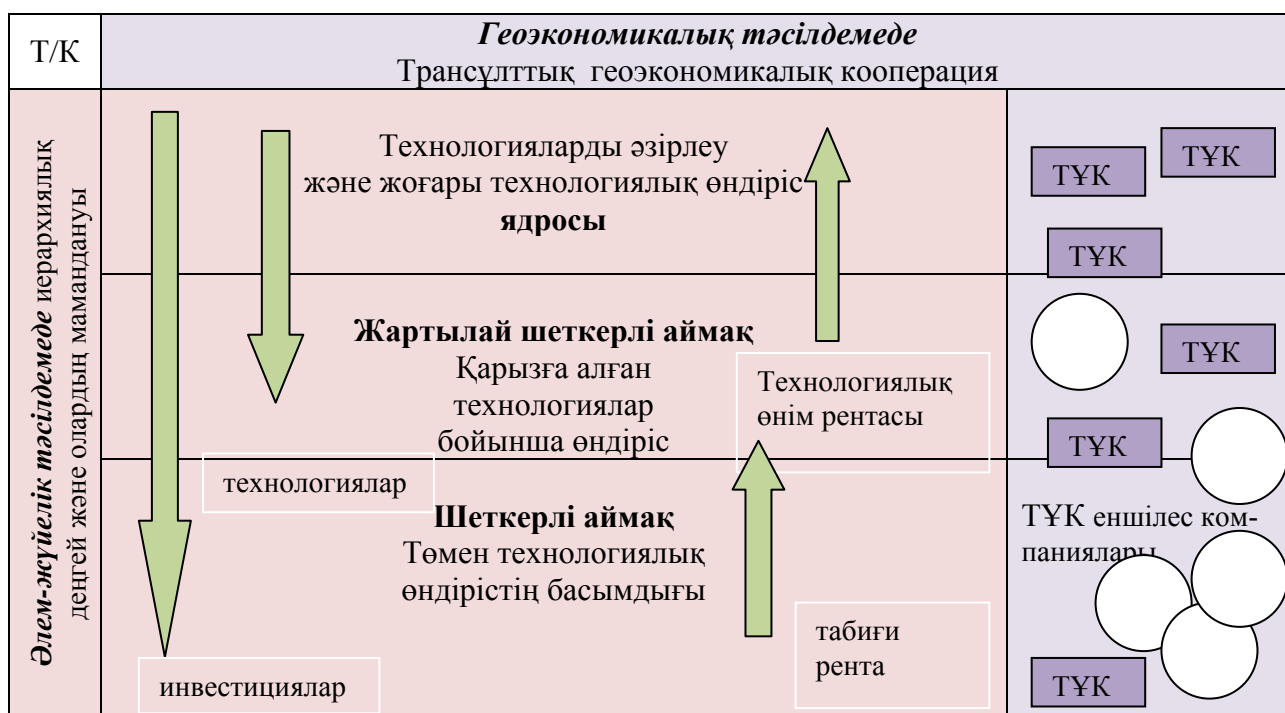 Т/К
Геоэкономикалық тәсілдемеде
Трансұлттық геоэкономикалық кооперация
Әлем-жүйелік тәсілдемеде иерархиялық
деңгей және олардың мамандануы
Технологияларды әзірлеу
және жоғары технологиялық өндіріс
ядросы
ТҰК
ТҰК
ТҰК
Жартылай шеткерлі аймақ
Қарызға алған
технологиялар
бойынша өндіріс
Технологиялық
өнім рентасы
ТҰК
ТҰК
технологиялар
Шеткерлі аймақ
Төмен технологиялық
өндірістің басымдығы
табиғи
рента
инвестициялар
ТҰК еншілес ком-
паниялары
ТҰК